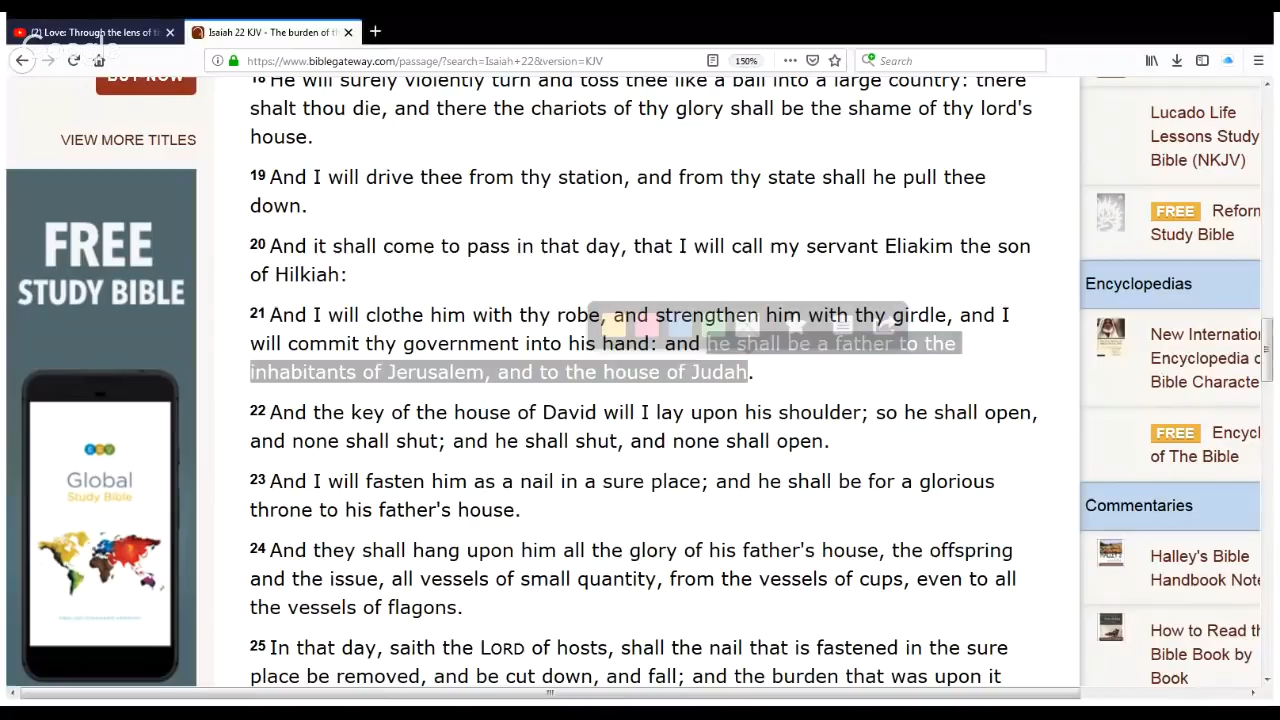 (2) Love: Through the lens of t
Isaiah 22 KJV - The burden of th
Google
https://www.biblegateway.com/passage/?search=Isaiah+22&version=KJV
150%
Search
BUY NOW
VIEW MORE TITLES
FREE
STUDY BIBLE
Global
Study Bible
18 He will surely violently turn and toss thee like a ball into a large country: there
shalt thou die, and there the chariots of thy glory shall be the shame of thy lord's
house.
19 And I will drive thee from thy station, and from thy state shall he pull thee
down.
20 And it shall come to pass in that day, that I will call my servant Eliakim the son
of Hilkiah:
21 And I will clothe him with thy robe, and strengthen him with thy girdle, and I
will commit thy government into his hand: and he shall be a father to the
inhabitants of Jerusalem, and to the house of Judah.
22 And the key of the house of David will I lay upon his shoulder; so he shall open,
and none shall shut; and he shall shut, and none shall open.
23 And I will fasten him as a nail in a sure place; and he shall be for a glorious
throne to his father's house.
24 And they shall hang upon him all the glory of his father's house, the offspring
and the issue, all vessels of small quantity, from the vessels of cups, even to all
the vessels of flagons.
25 In that day, saith the LORD of hosts, shall the nail that is fastened in the sure
place be removed, and be cut down, and fall; and the burden that was upon it
Lucado Life
Lessons Study
Bible (NKJV)
FREE Reform
Study Bible
Encyclopedias
New Internation
Encyclopedia o
Bible Characte
FREE Encycl
of The Bible
Commentaries
Halley's Bible
Handbook Note
How to Read th
Bible Book by
Book